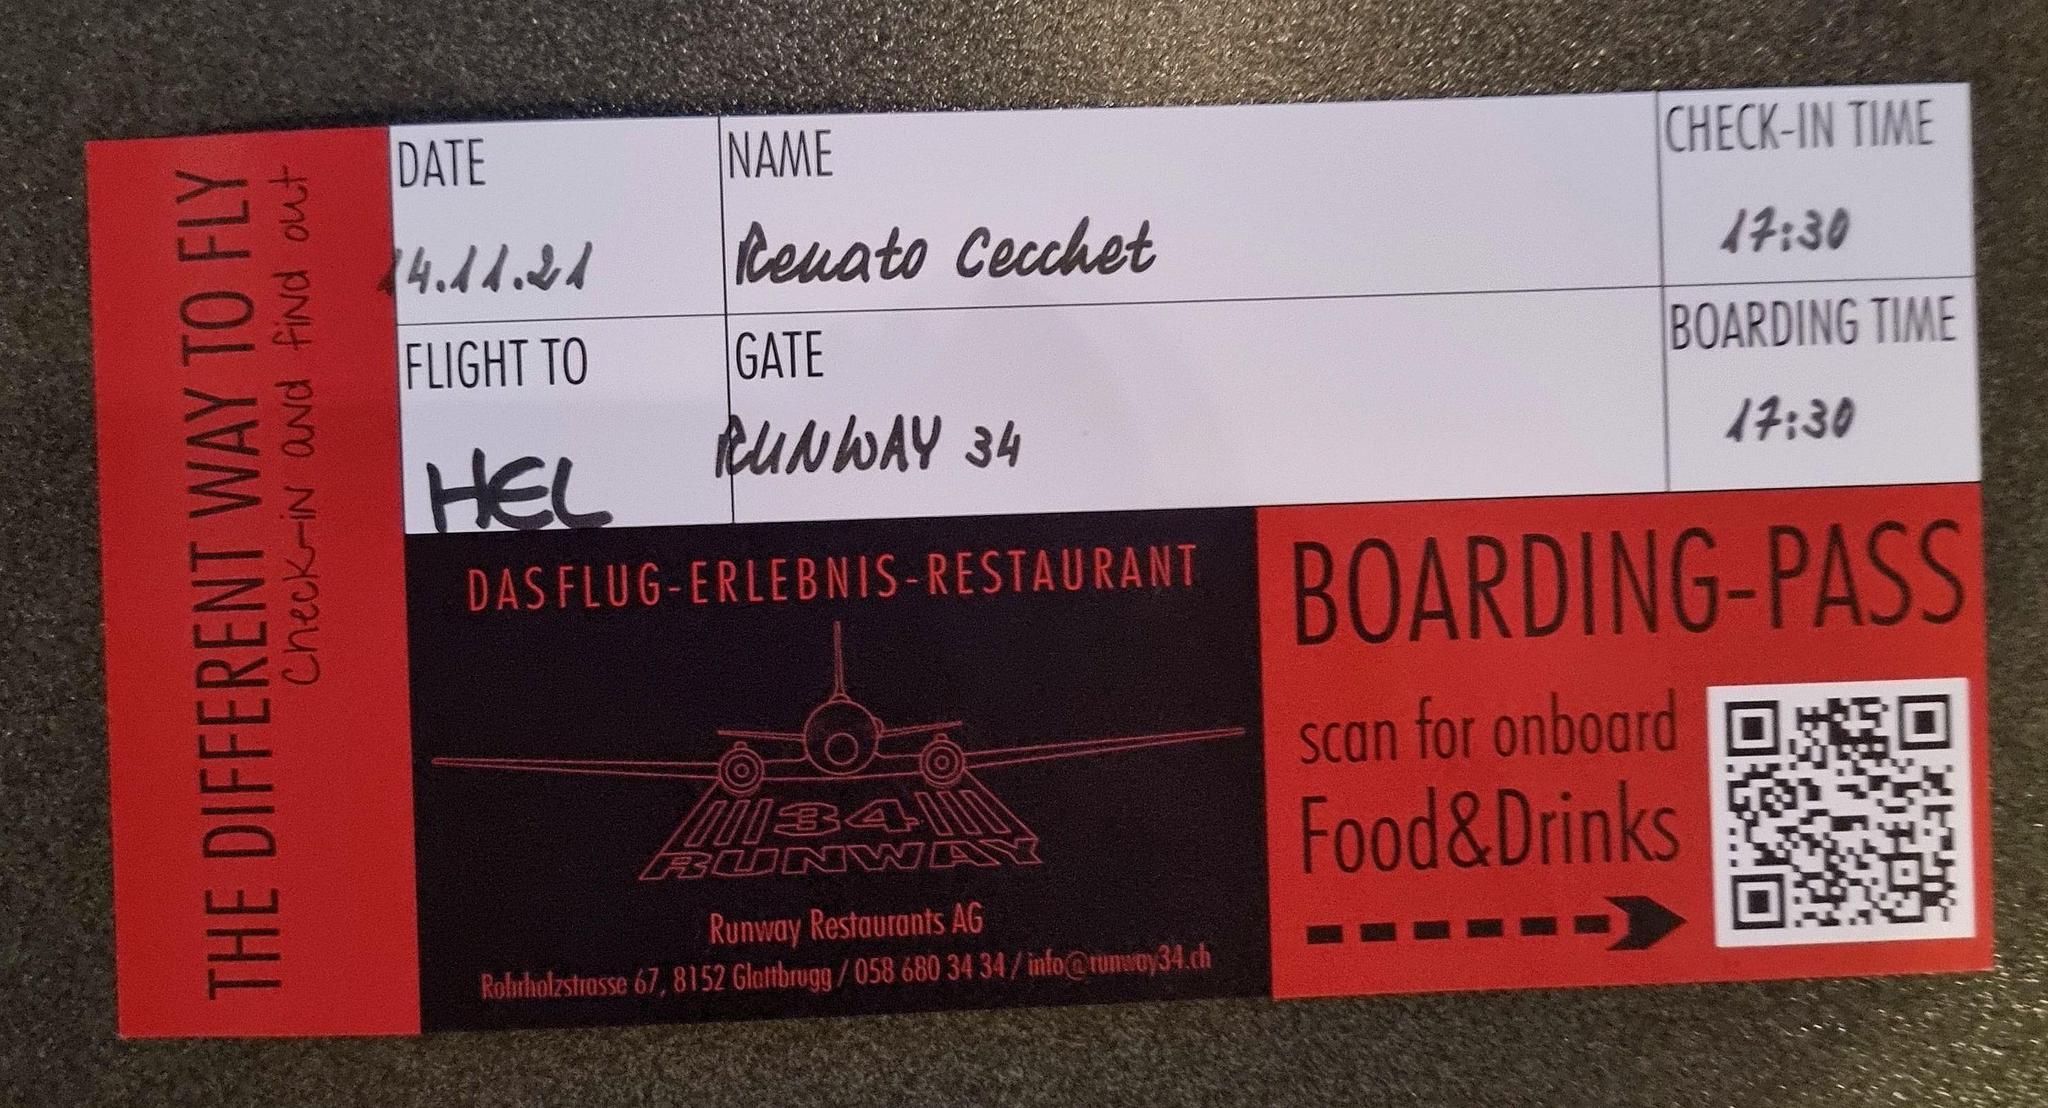 THE DIFFERENT WAY TO FLY
Check-in and find out
DATE
14.11.21
NAME
Renato Cecchet
CHECK-IN TIME
17:30
FLIGHT TO
HEL
GATE
RUNWAY 34
BOARDING TIME
17:30
DAS FLUG-ERLEBNIS-RESTAURANT
34
RUNWAY
Runway Restaurants AG
Rohrholzstrasse 67, 8152 Glattbrugg / 058 680 34 34 / info@runway34.ch
BOARDING-PASS
scan for onboard
Food&Drinks